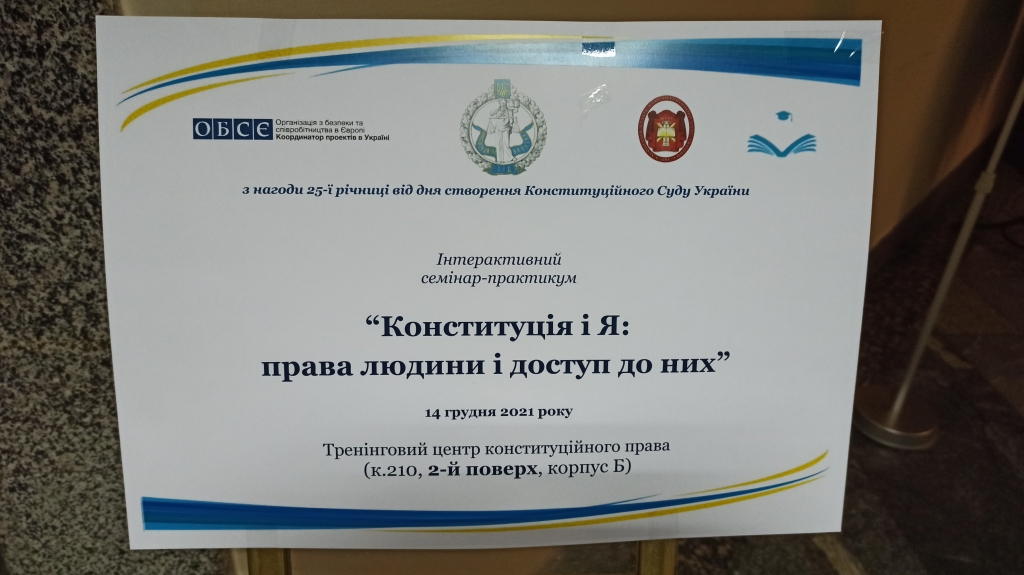 ОБСЄ
Організація з безпеки та
співробітництва в Європі
Координатор проектів в Україні
з нагоди 25-ї річниці від дня створення Конституційного Суду України
Інтерактивний
семінар-практикум
“Конституція і Я:
права людини і доступ до них”
14 грудня 2021 року
Тренінговий центр конституційного права
(к.210, 2-й поверх, корпус Б)